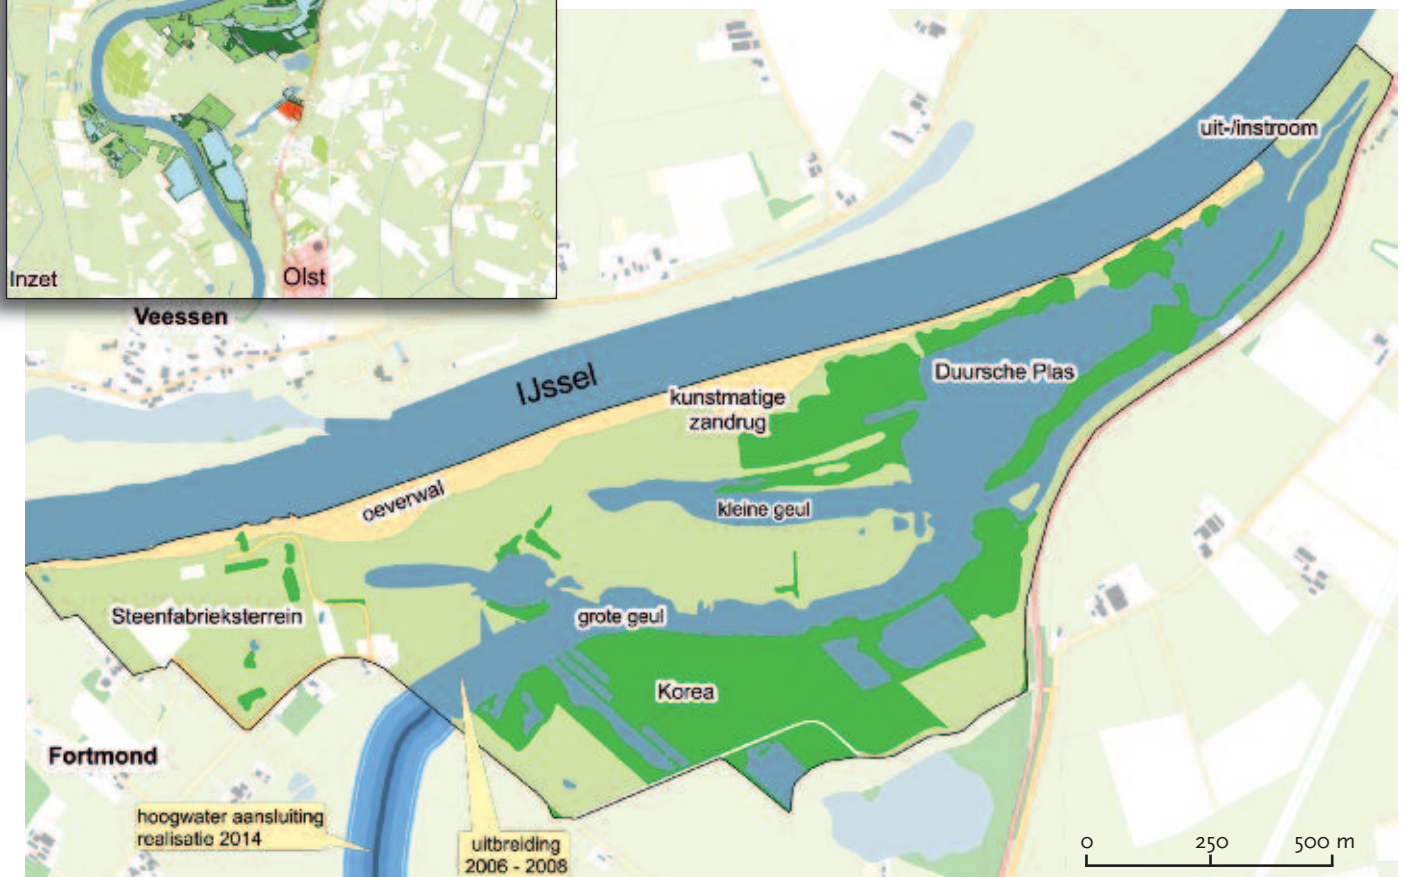 Inzet
Olst
Veessen
uit-/instroom
IJssel
Duursche Plas
kunstmatige
zandrug
oeverwal
kleine geul
Steenfabrieksterrein
grote geul
Korea
Fortmond
hoogwater aansluiting
realisatie 2014
uitbreiding
2006 - 2008
0 250 500 m